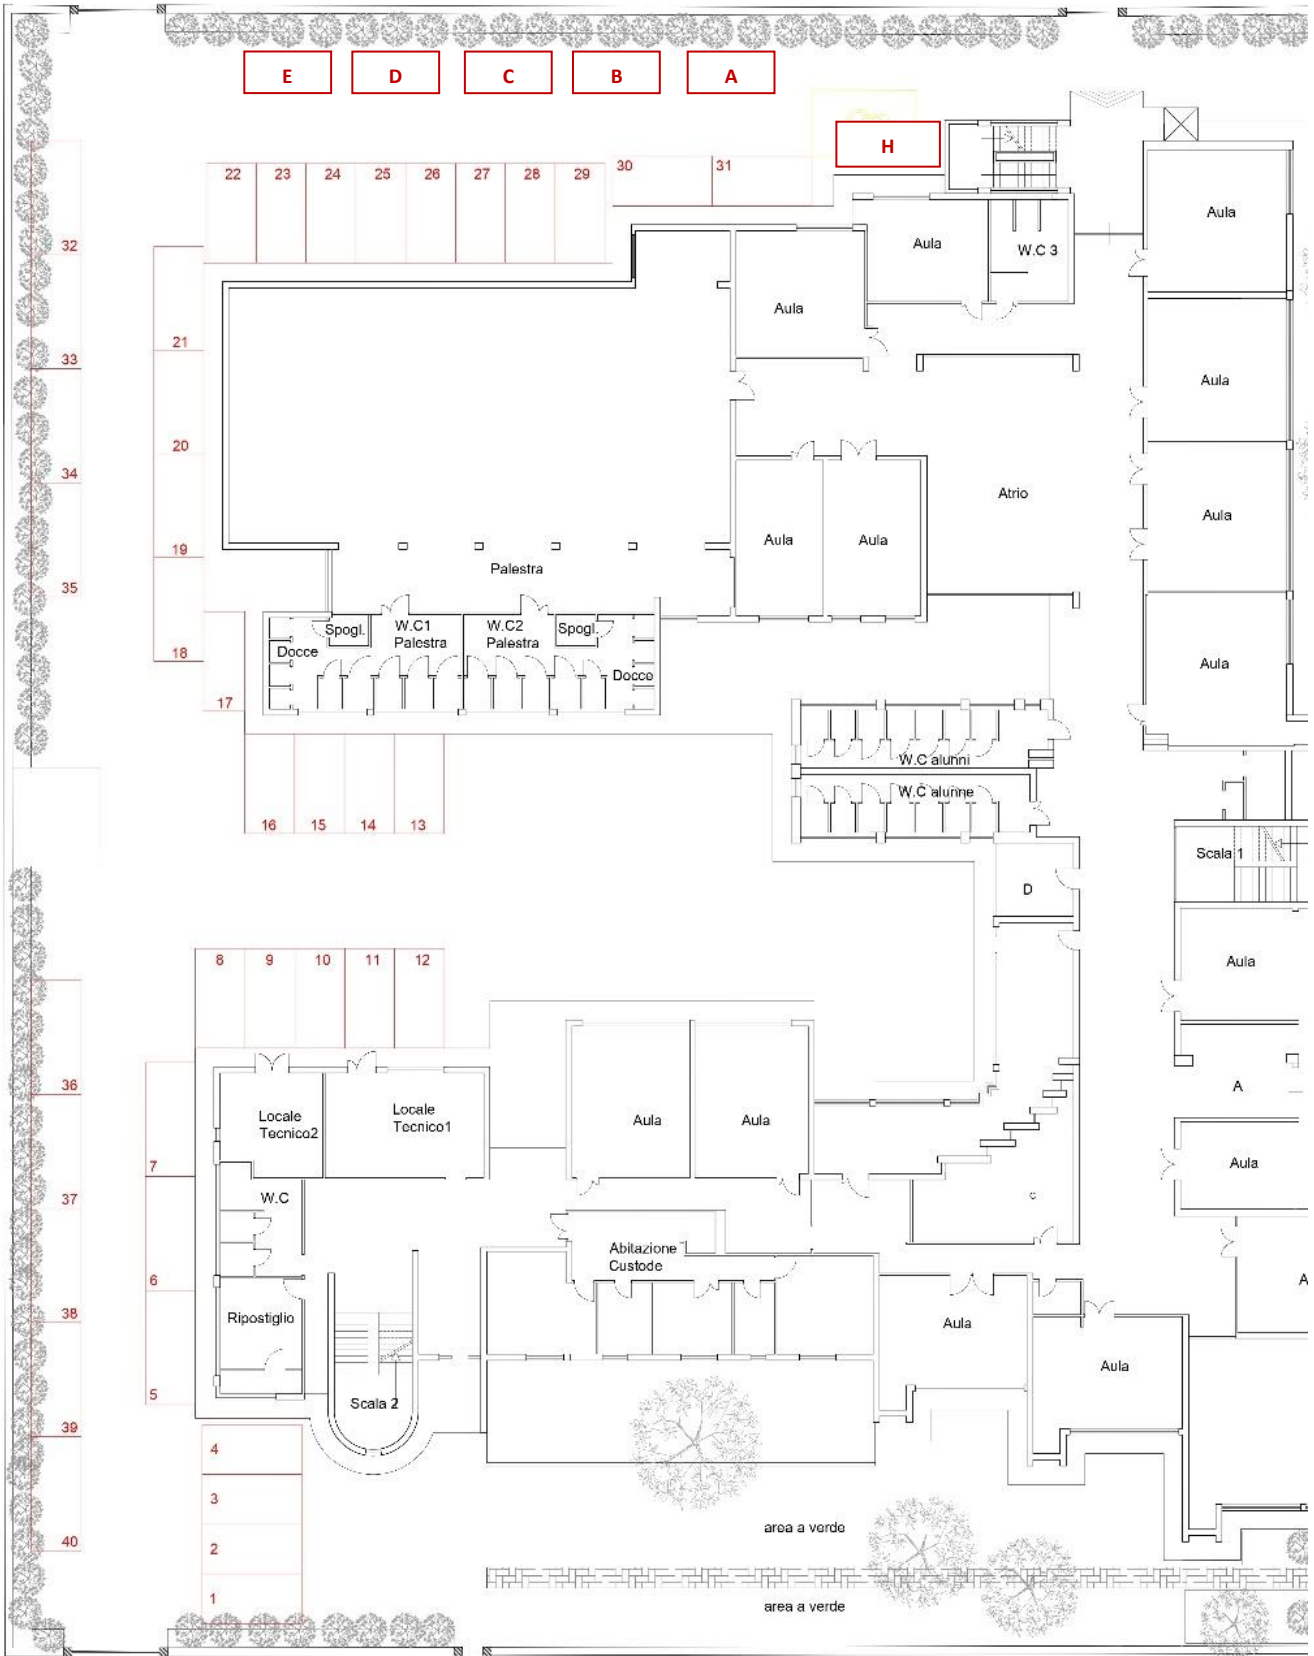 E D C B A
H
22 23 24 25 26 27 28 29 30 31
Aula
Aula
W.C 3
32
Aula
21
33
Aula
20
34
Atrio
Aula
19
Aula
Aula
Palestra
35
Spogl.
W.C1
Palestra
W.C2
Palestra
Spogl.
Docce
Docce
18
Aula
17
W.C alunni
W.C alunne
16 15 14 13
Scala 1
D
8 9 10 11 12
Aula
36
A
Locale
Tecnico2
Locale
Tecnico1
Aula
Aula
7
Aula
37
W.C
C
Abitazione
Custode
6
A
38
Ripostiglio
Aula
Aula
5
Scala 2
39
4
3
area a verde
40
2
1
area a verde